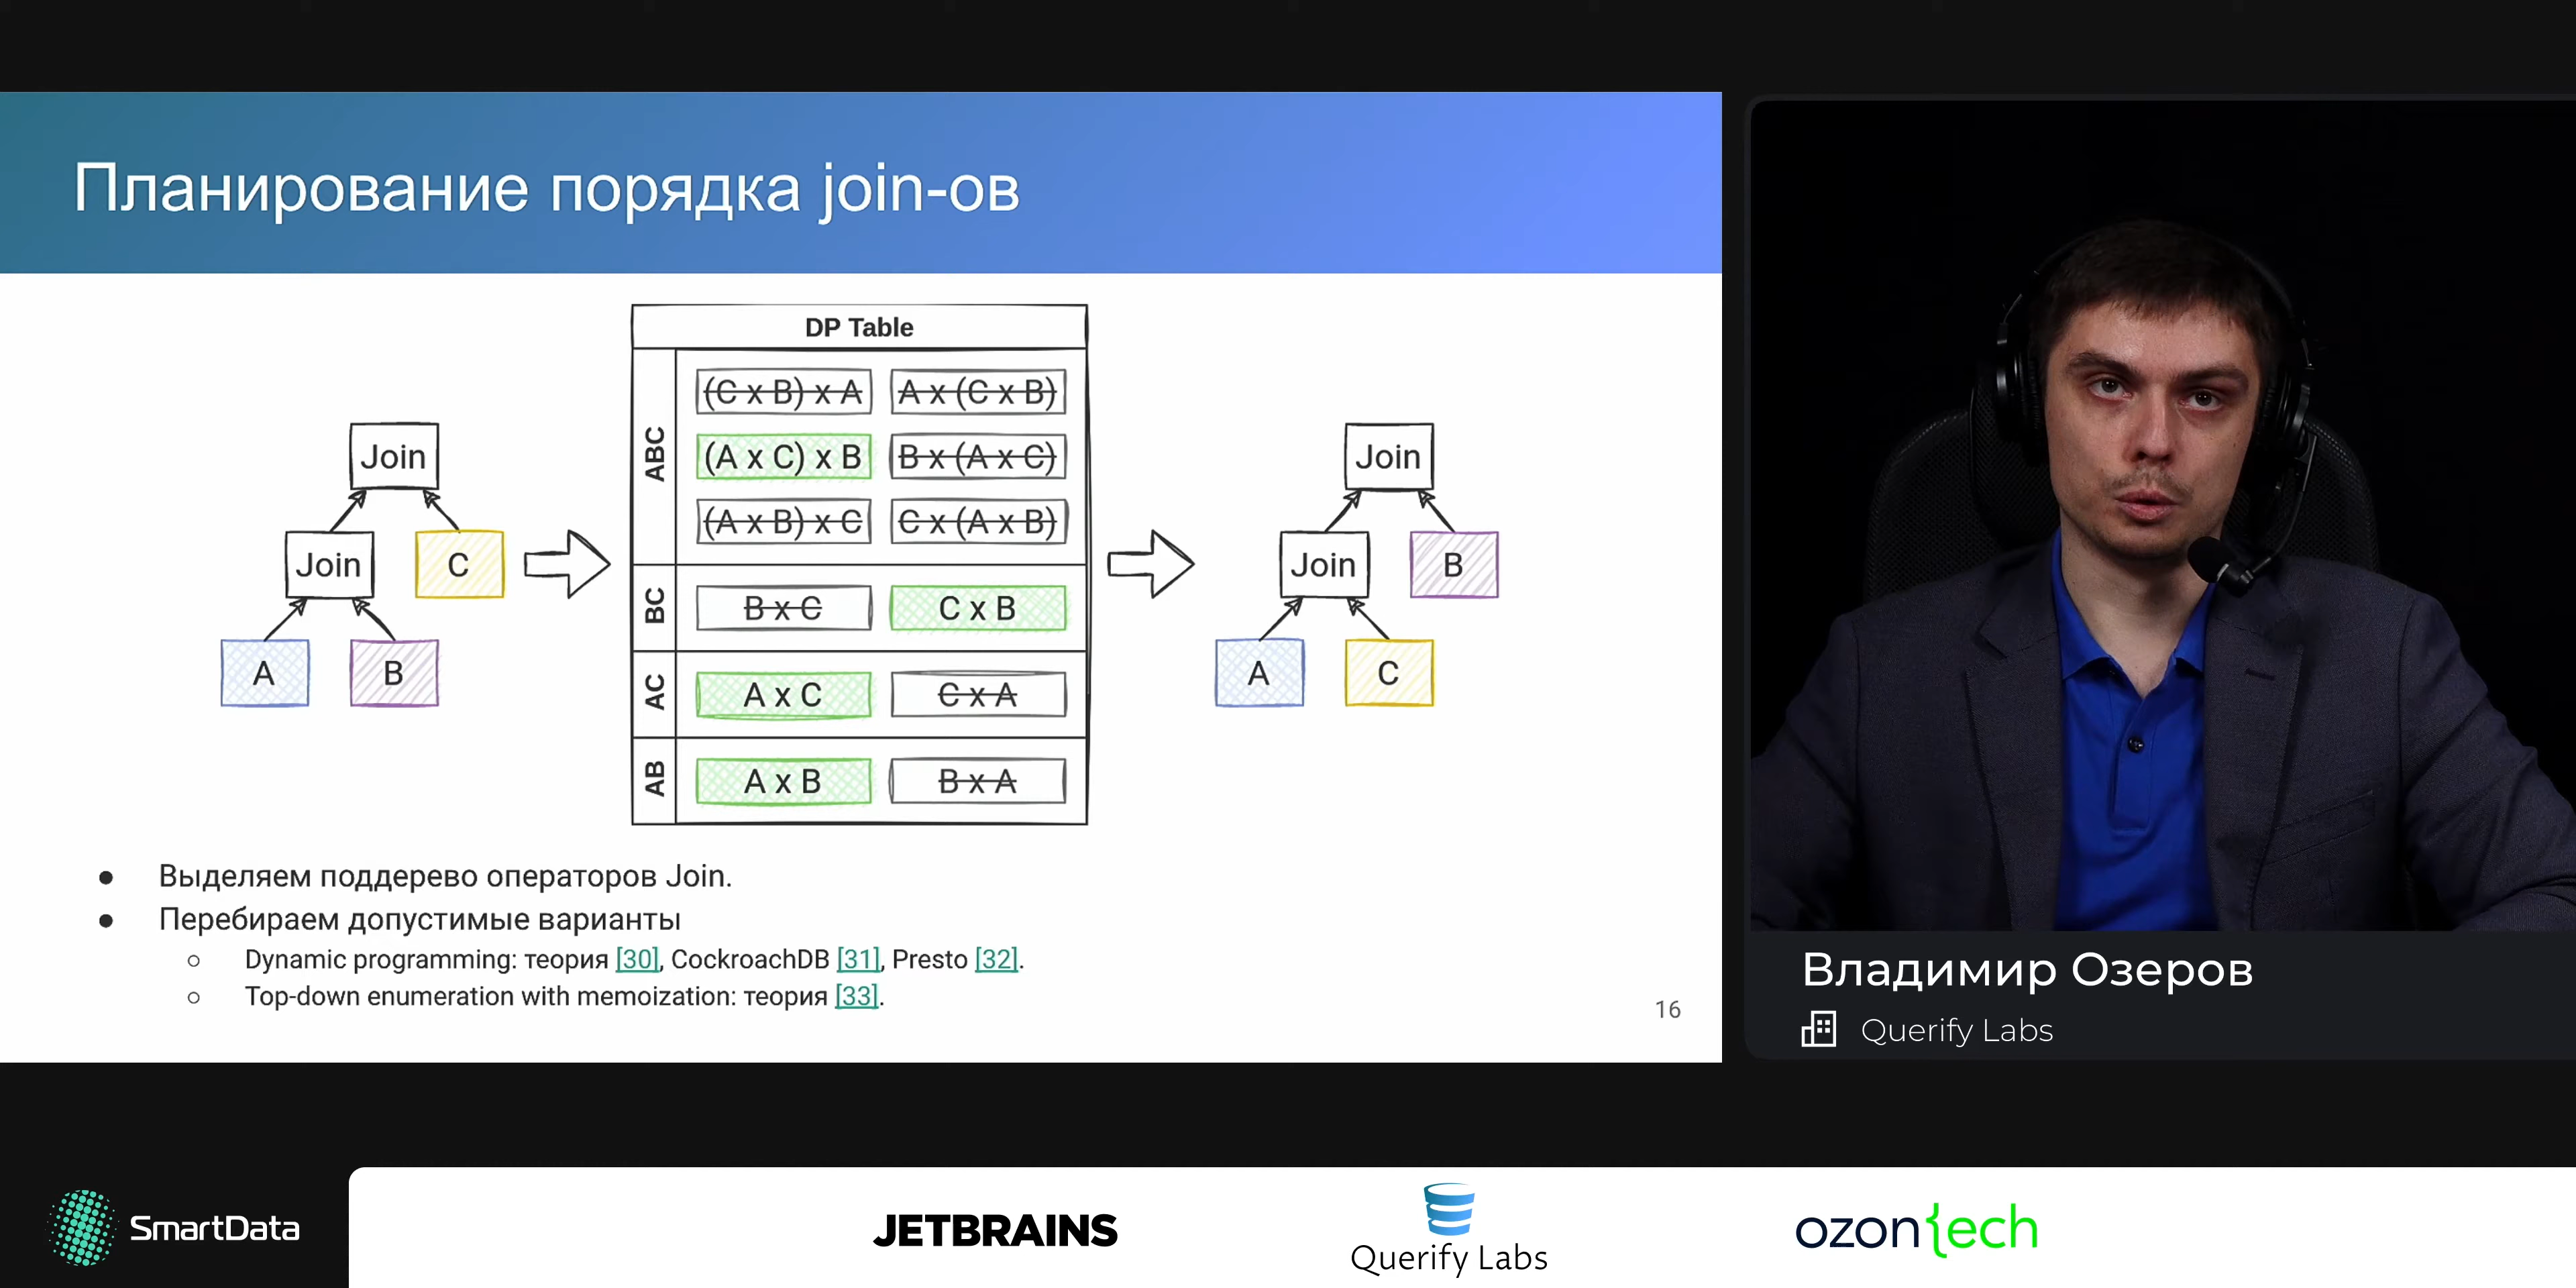 Планирование порядка join-ов
DP Table
ABC
(C x B) x A
A x (C x B)
(A x C) x B
B x (A x C)
(A x B) x C
C x (A x B)
BC
B x C
C x B
AC
A x C
C x A
AB
A x B
B x A
Join
Join
C
A
B
Join
Join
B
A
C
● Выделяем поддерево операторов Join.
● Перебираем допустимые варианты
○ Dynamic programming: теория [30], CockroachDB [31], Presto [32].
○ Top-down enumeration with memoization: теория [33].
16
Владимир Озеров
Querify Labs
SmartData
JETBRAINS
Querify Labs
ozon{ech